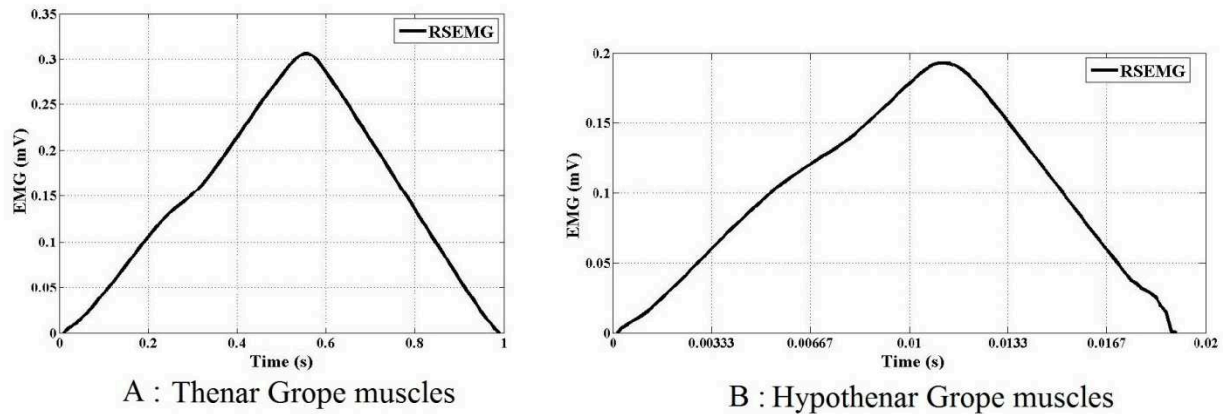 0.35
0.3
0.25
0.2
0.15
0.1
0.05
0
EMG (mV)
RSEMG
0 0.2 0.4 0.6 0.8 1
Time (s)
A : Thenar Grope muscles
0.2
0.15
0.1
0.05
0
EMG (mV)
RSEMG
0 0.00333 0.00667 0.01 0.0133 0.0167 0.02
Time (s)
B : Hypothenar Grope muscles